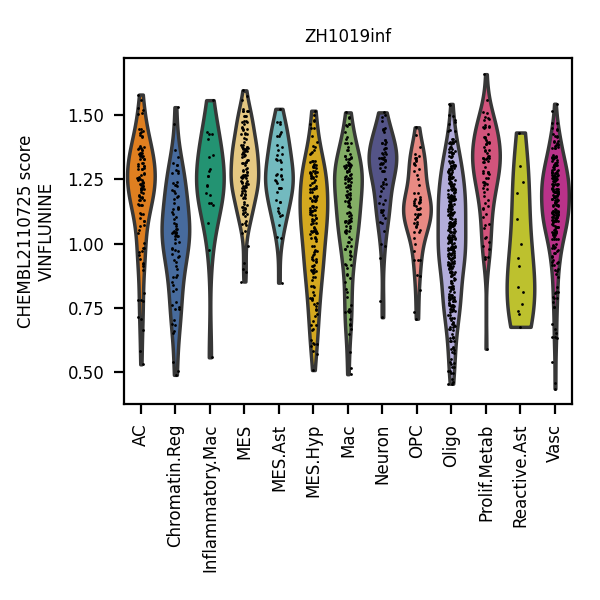 ZH1019inf
CHEMBL2110725 score
VINFLUNINE
1.50
1.25
1.00
0.75
0.50
AC
Chromatin.Reg
Inflammatory.Mac
MES
MES.Ast
MES.Hyp
Mac
Neuron
OPC
Oligo
Prolif.Metab
Reactive.Ast
Vasc